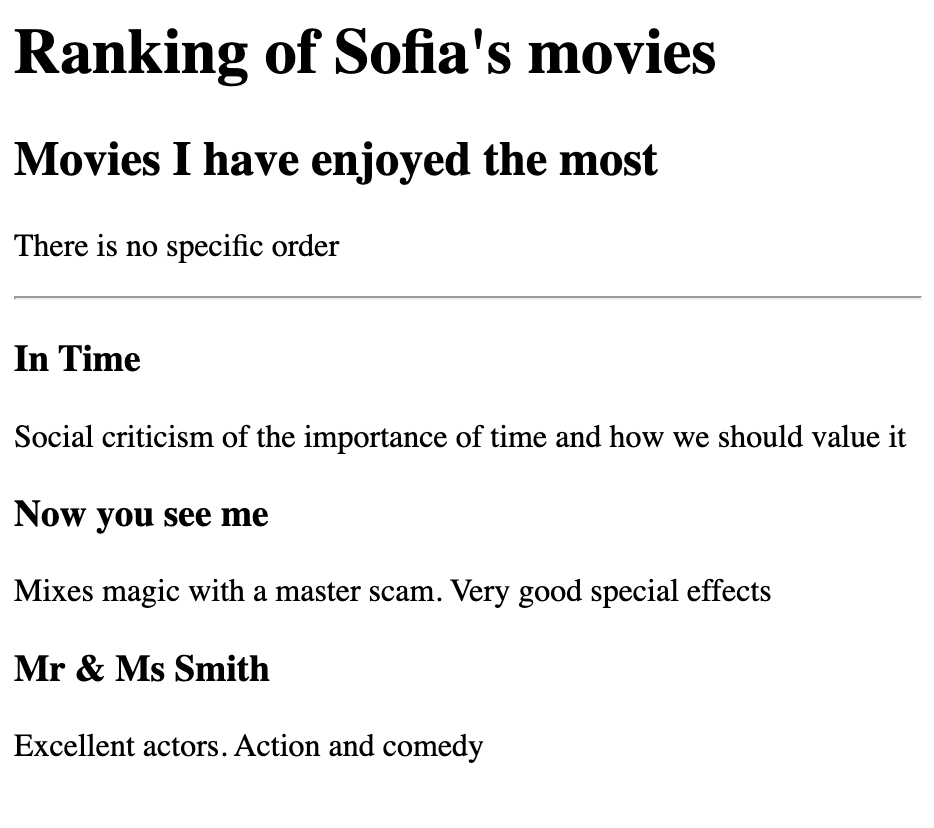 Ranking of Sofia's movies
Movies I have enjoyed the most
There is no specific order
In Time
Social criticism of the importance of time and how we should value it
Now you see me
Mixes magic with a master scam. Very good special effects
Mr & Ms Smith
Excellent actors. Action and comedy